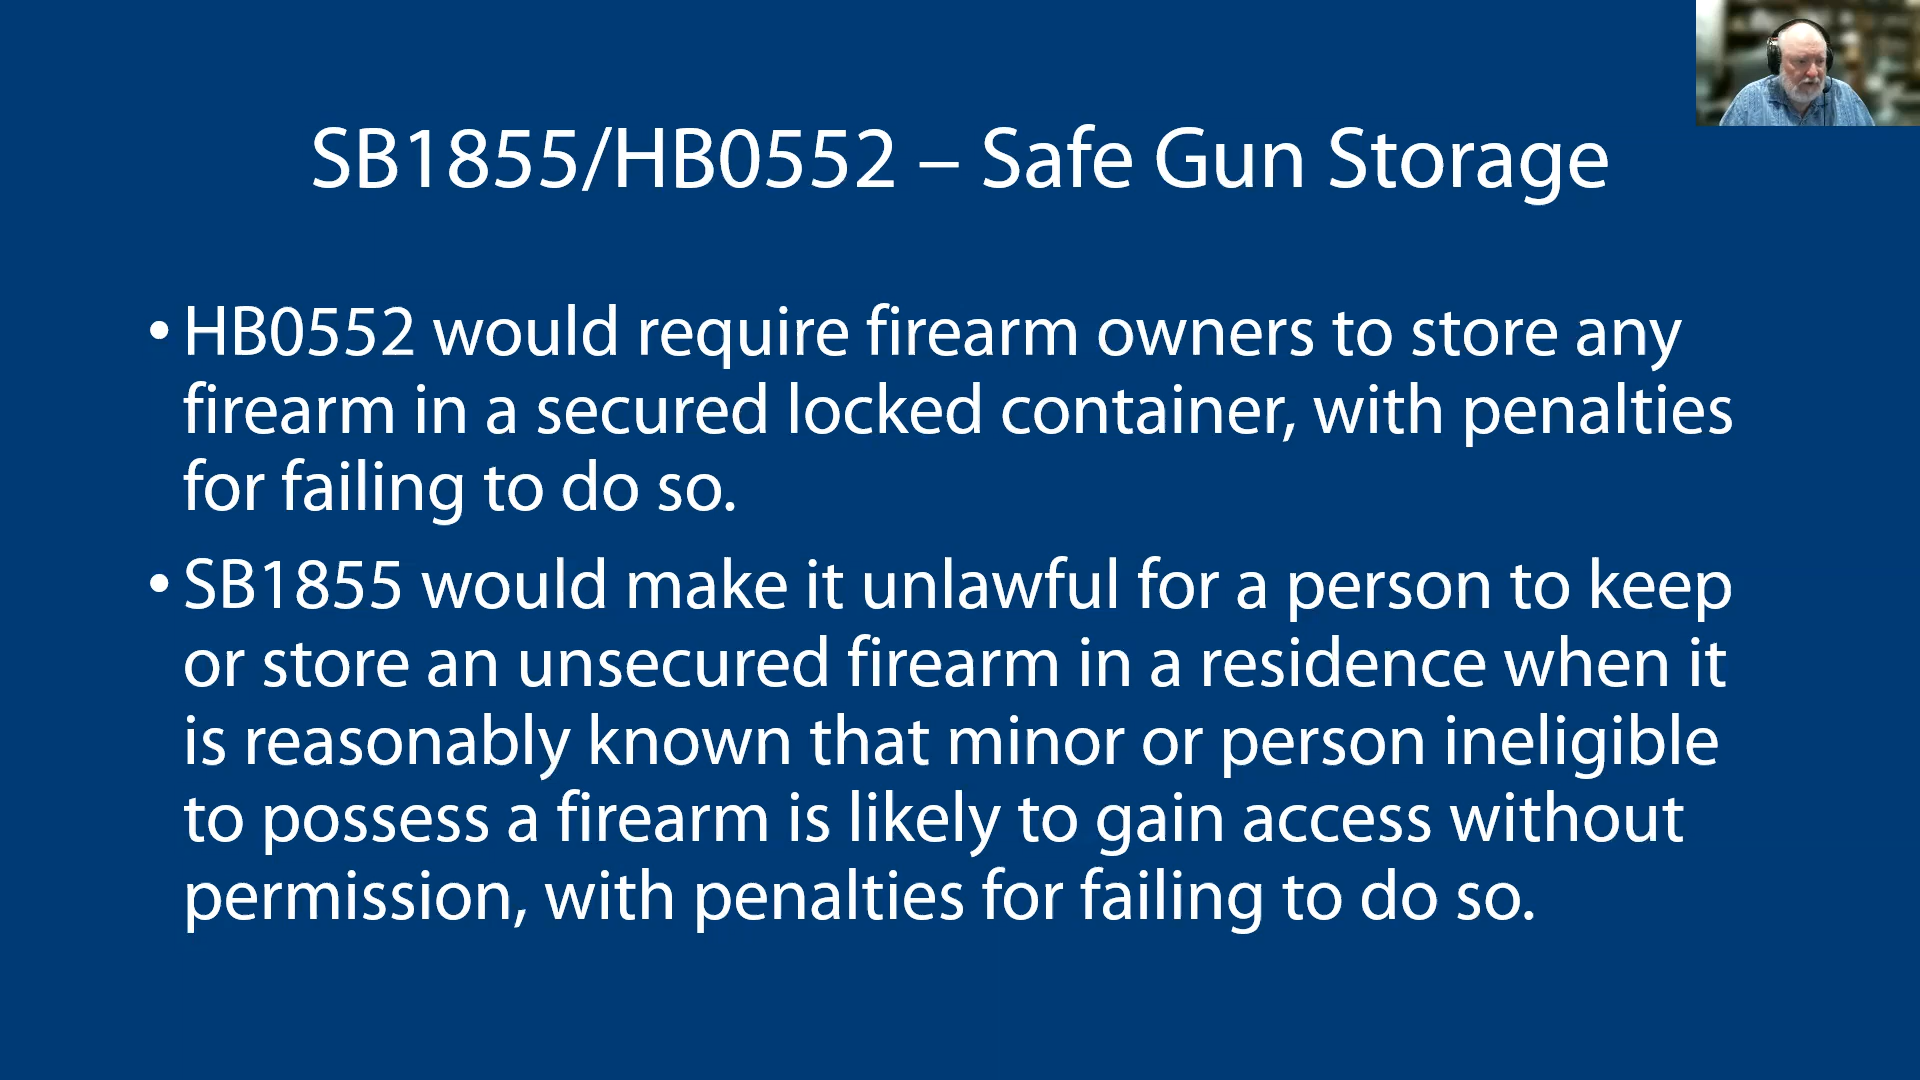 SB1855/HB0552 – Safe Gun Storage
• HB0552 would require firearm owners to store any
firearm in a secured locked container, with penalties
for failing to do so.
• SB1855 would make it unlawful for a person to keep
or store an unsecured firearm in a residence when it
is reasonably known that minor or person ineligible
to possess a firearm is likely to gain access without
permission, with penalties for failing to do so.